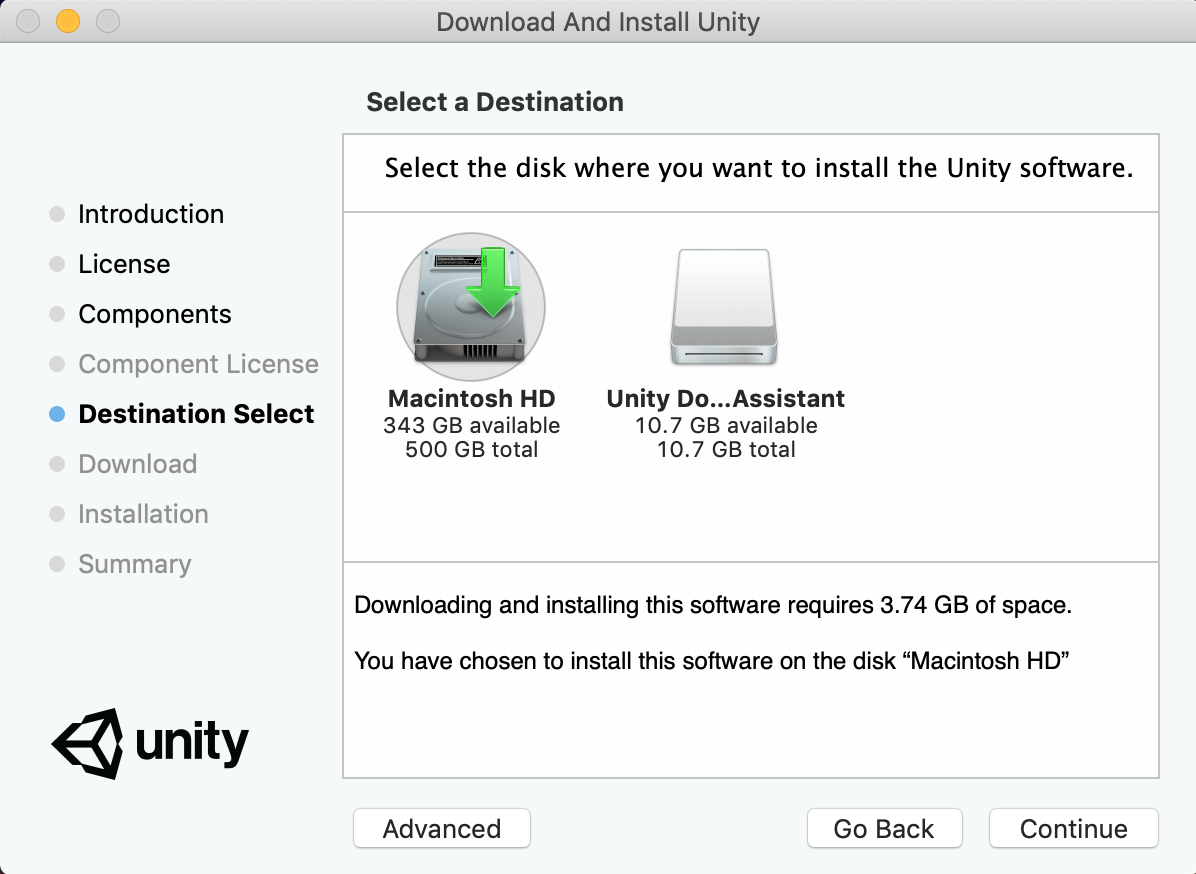 Download And Install Unity
Select a Destination
Introduction
License
Components
Component License
Destination Select
Download
Installation
Summary
unity
Select the disk where you want to install the Unity software.
Macintosh HD
343 GB available
500 GB total
Unity Do...Assistant
10.7 GB available
10.7 GB total
Downloading and installing this software requires 3.74 GB of space.
You have chosen to install this software on the disk “Macintosh HD”
Advanced
Go Back
Continue